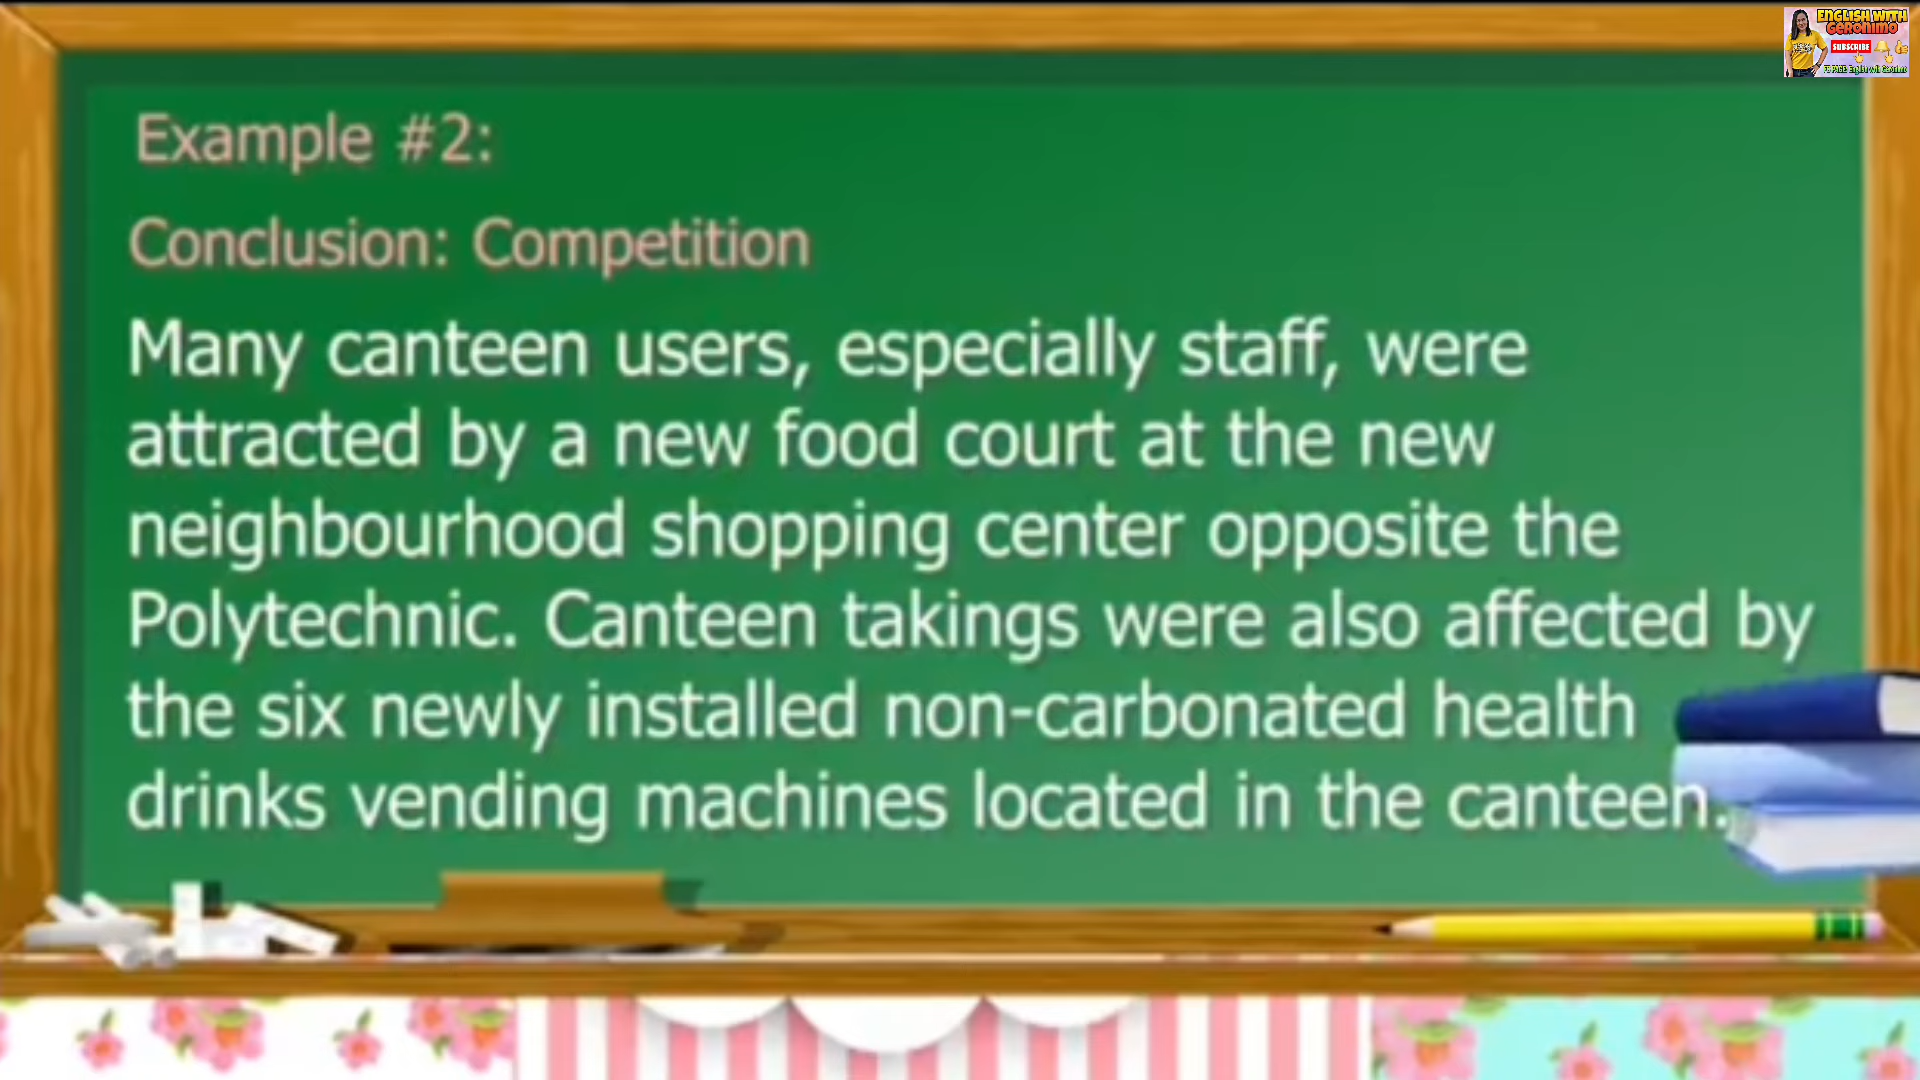 ENGLISH WITH
GERONIMO
SUBSCRIBE
Example #2:
Conclusion: Competition
Many canteen users, especially staff, were
attracted by a new food court at the new
neighbourhood shopping center opposite the
Polytechnic. Canteen takings were also affected by
the six newly installed non-carbonated health
drinks vending machines located in the canteen.